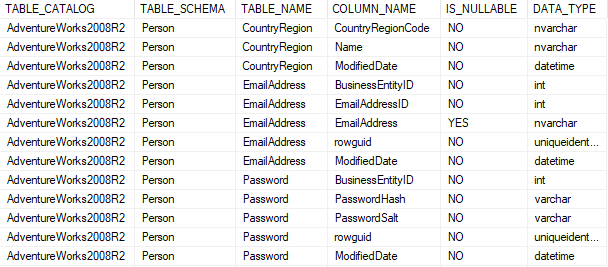 TABLE_CATALOG TABLE_SCHEMA TABLE_NAME COLUMN_NAME IS_NULLABLE DATA_TYPE
AdventureWorks2008R2 Person CountryRegion CountryRegionCode NO nvarchar
AdventureWorks2008R2 Person CountryRegion Name NO nvarchar
AdventureWorks2008R2 Person CountryRegion ModifiedDate NO datetime
AdventureWorks2008R2 Person EmailAddress BusinessEntityID NO int
AdventureWorks2008R2 Person EmailAddress EmailAddressID NO int
AdventureWorks2008R2 Person EmailAddress EmailAddress YES nvarchar
AdventureWorks2008R2 Person EmailAddress rowguid NO uniqueident...
AdventureWorks2008R2 Person EmailAddress ModifiedDate NO datetime
AdventureWorks2008R2 Person Password BusinessEntityID NO int
AdventureWorks2008R2 Person Password PasswordHash NO varchar
AdventureWorks2008R2 Person Password PasswordSalt NO varchar
AdventureWorks2008R2 Person Password rowguid NO uniqueident...
AdventureWorks2008R2 Person Password ModifiedDate NO datetime